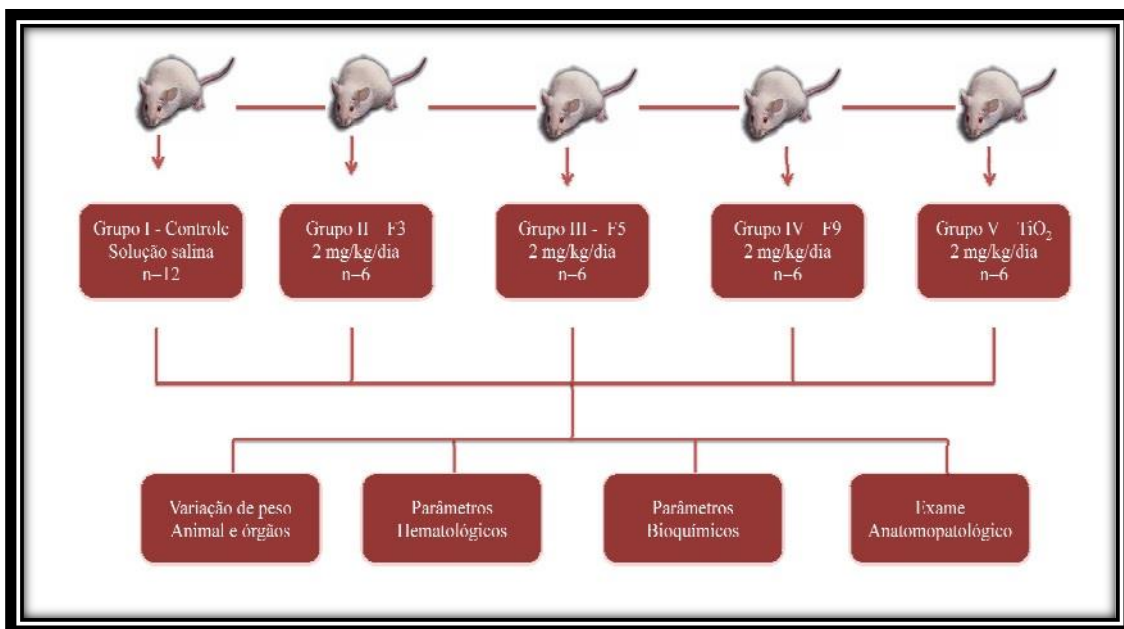 Grupo I - Controle
Solução salina
n=12
Grupo II – F3
2 mg/kg/dia
n=6
Grupo III - F5
2 mg/kg/dia
n=6
Grupo IV – F9
2 mg/kg/dia
n=6
Grupo V – TiO₂
2 mg/kg/dia
n=6
Variação de peso
Animal e órgãos
Parâmetros
Hematológicos
Parâmetros
Bioquímicos
Exame
Anatomopatológico